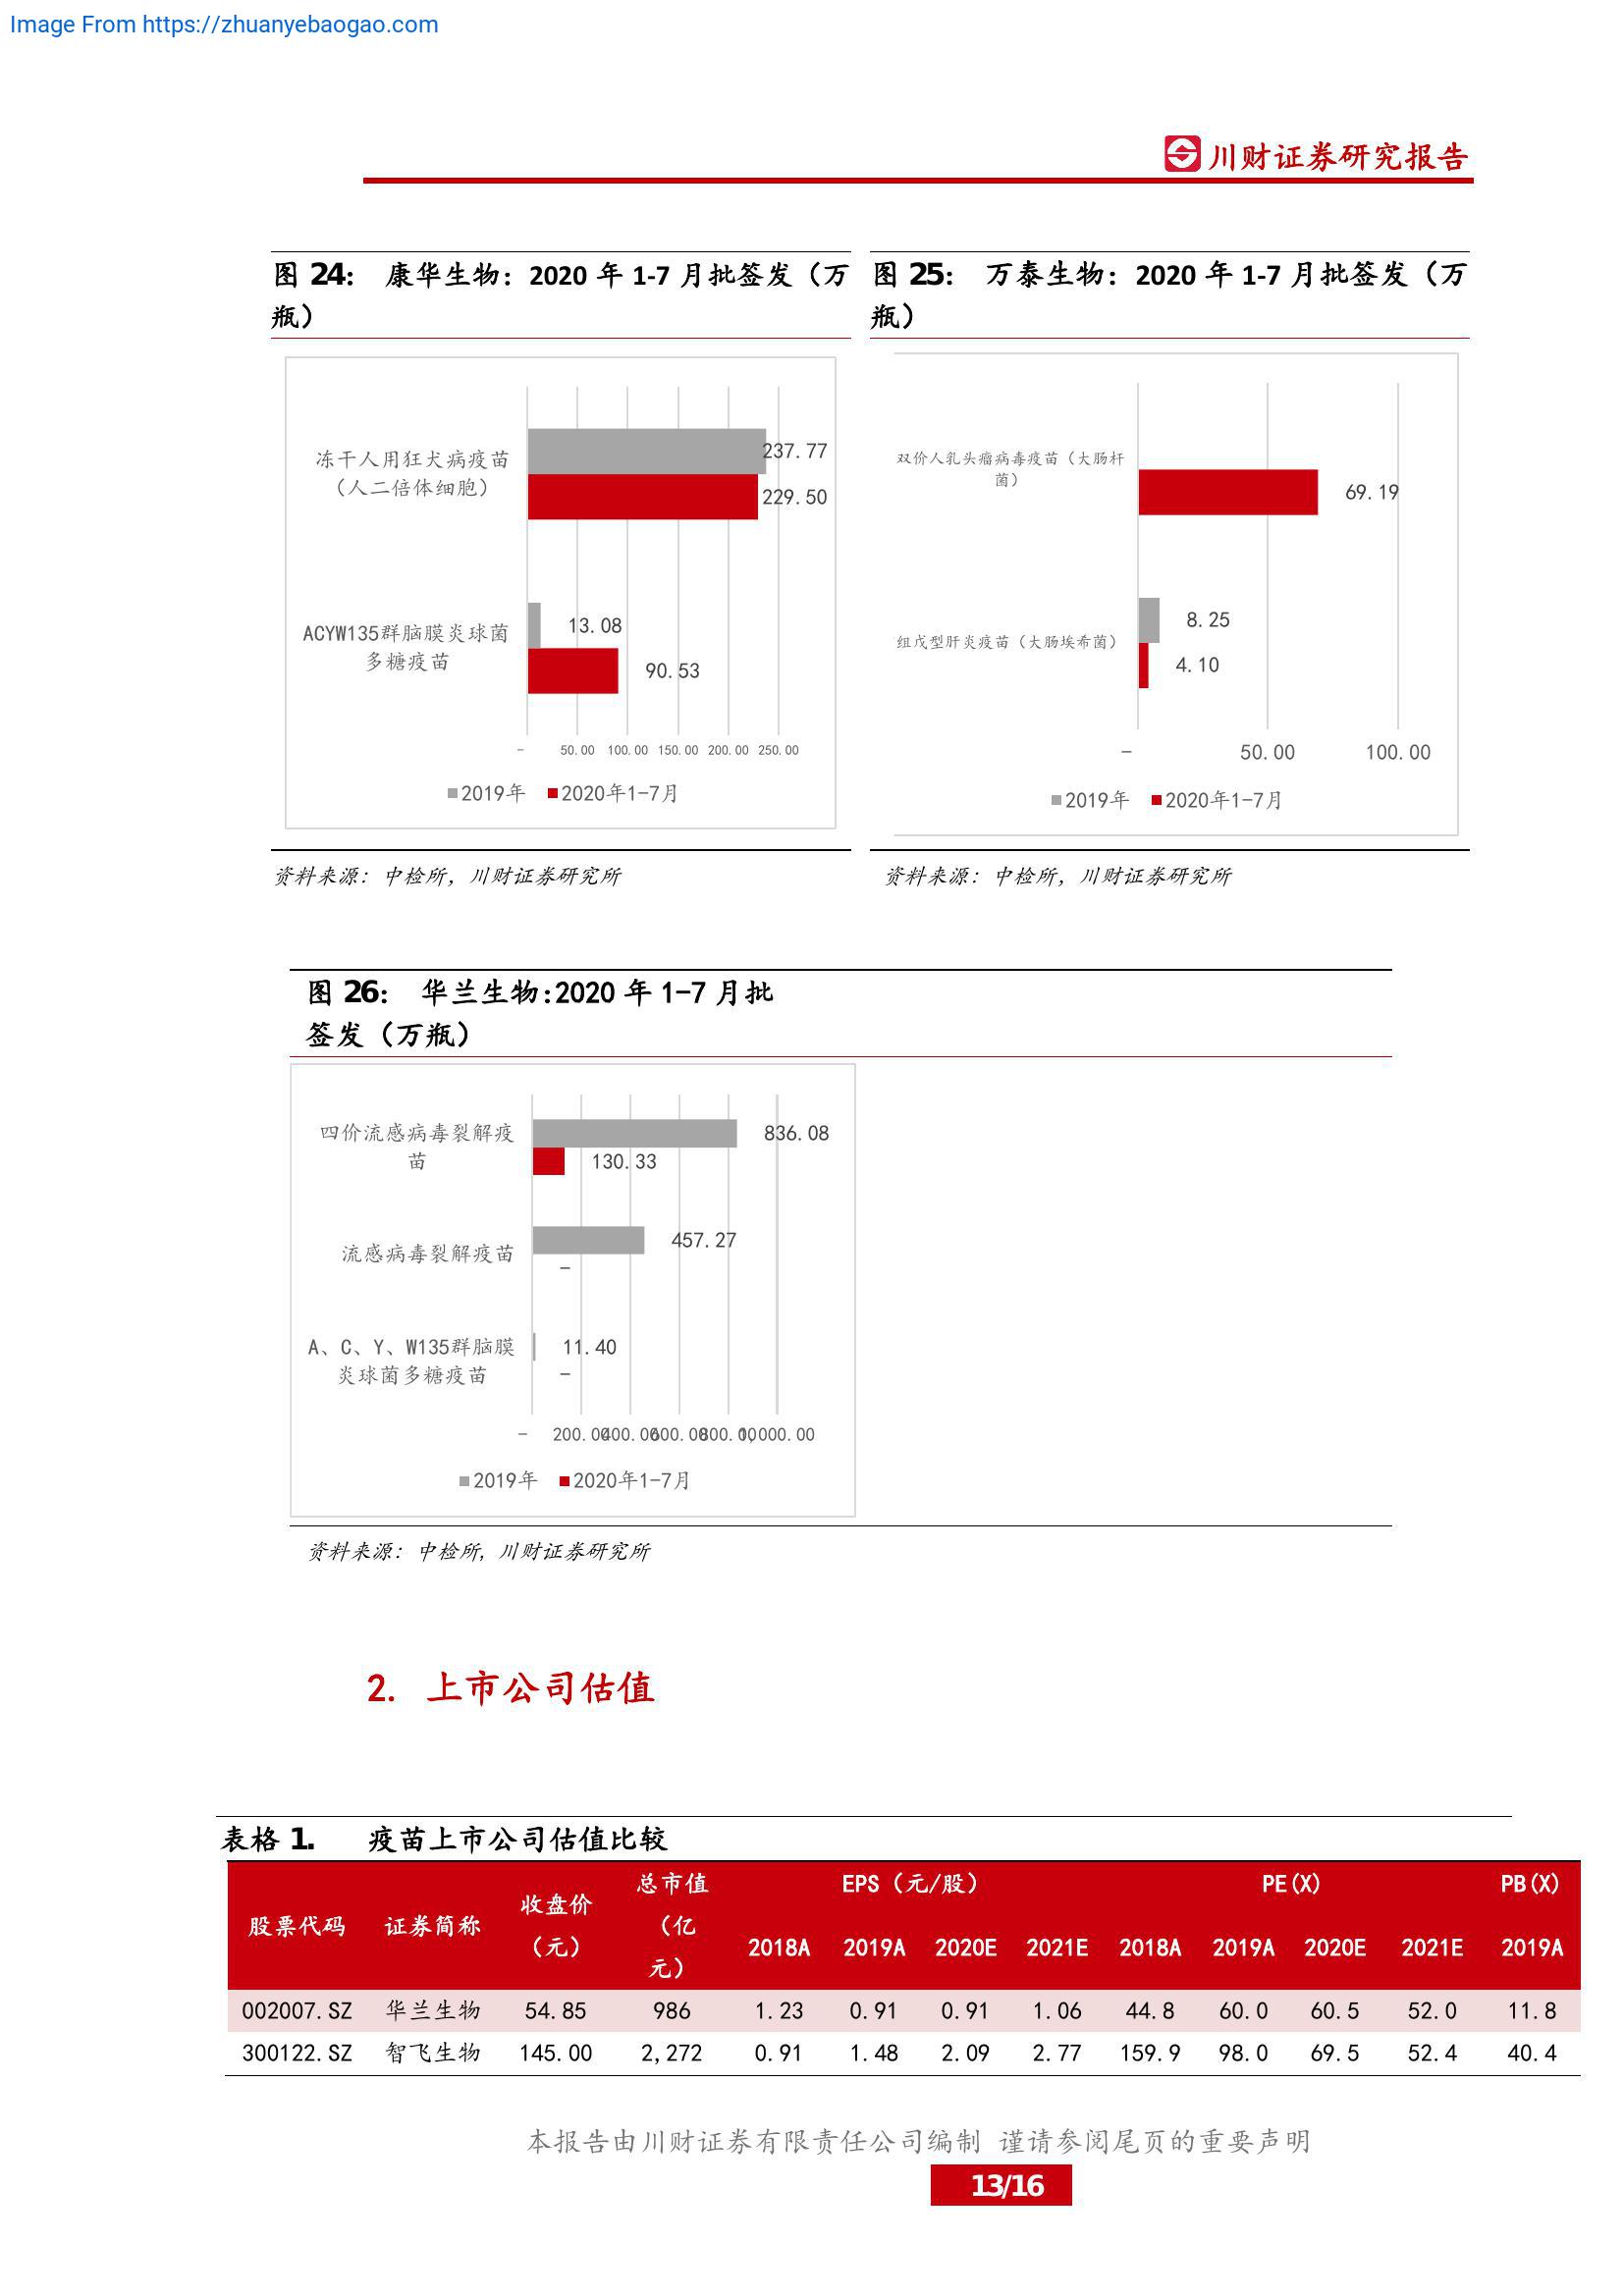 Image From https://zhuanyebaogao.com
川财证券研究报告
图 24： 康华生物：2020 年 1-7 月批签发（万
瓶）
237.77
冻干人用狂犬病疫苗
（人二倍体细胞）
229.50
13.08
ACYW135群脑膜炎球菌
多糖疫苗
90.53
- 50.00 100.00 150.00 200.00 250.00
2019年 2020年1-7月
资料来源：中检所，川财证券研究所
图 25： 万泰生物：2020 年 1-7 月批签发（万
瓶）
双价人乳头瘤病毒疫苗（大肠杆
菌）
69.19
8.25
组戊型肝炎疫苗（大肠埃希菌）
4.10
- 50.00 100.00
2019年 2020年1-7月
资料来源：中检所，川财证券研究所
图 26： 华兰生物:2020 年 1-7 月批
签发（万瓶）
四价流感病毒裂解疫
苗
836.08
130.33
457.27
流感病毒裂解疫苗
-
11.40
A、C、Y、W135群脑膜
炎球菌多糖疫苗
-
- 200.00 400.00 600.00 800.00 1,000.00
2019年 2020年1-7月
资料来源：中检所, 川财证券研究所
2. 上市公司估值
表格 1. 疫苗上市公司估值比较
股票代码 证券简称 收盘价（元） 总市值（亿元） EPS（元/股） PE(X) PB(X)
2018A 2019A 2020E 2021E 2018A 2019A 2020E 2021E 2019A
002007.SZ 华兰生物 54.85 986 1.23 0.91 0.91 1.06 44.8 60.0 60.5 52.0 11.8
300122.SZ 智飞生物 145.00 2,272 0.91 1.48 2.09 2.77 159.9 98.0 69.5 52.4 40.4
本报告由川财证券有限责任公司编制 谨请参阅尾页的重要声明
13/16